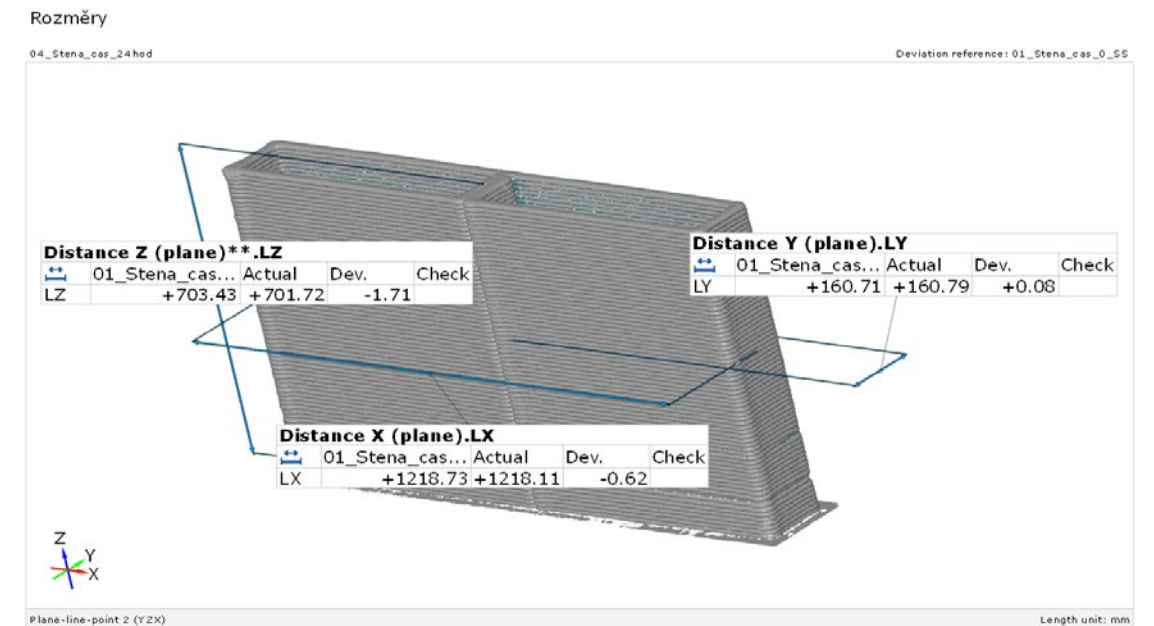 Rozměry
04_Stena_cas_24hod
Deviation reference: 01_Stena_cas_0_SS
Distance Z (plane)**.LZ
01_Stena_cas... Actual Dev. Check
LZ +703.43 +701.72 -1.71
Distance Y (plane).LY
01_Stena_cas... Actual Dev. Check
LY +160.71 +160.79 +0.08
Distance X (plane).LX
01_Stena_cas... Actual Dev. Check
LX +1218.73 +1218.11 -0.62
Z
Y
X
Plane-line-point 2 (YZX)
Length unit: mm